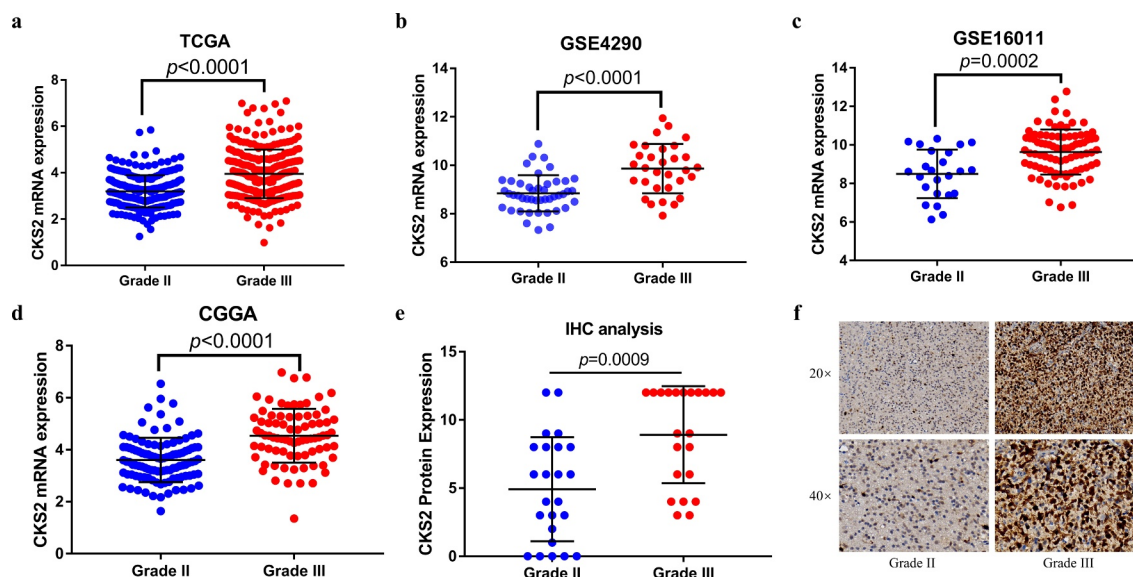 a
TCGA
p<0.0001
CKS2 mRNA expression
8
6
4
2
0
Grade II
Grade III
b
GSE4290
p<0.0001
CKS2 mRNA expression
14
12
10
8
6
Grade II
Grade III
c
GSE16011
p=0.0002
CKS2 mRNA expression
14
12
10
8
6
4
Grade II
Grade III
d
CGGA
p<0.0001
CKS2 mRNA expression
8
6
4
2
0
Grade II
Grade III
e
IHC analysis
p=0.0009
CKS2 Protein Expression
15
10
5
0
Grade II
Grade III
f
20×
40×
Grade II
Grade III